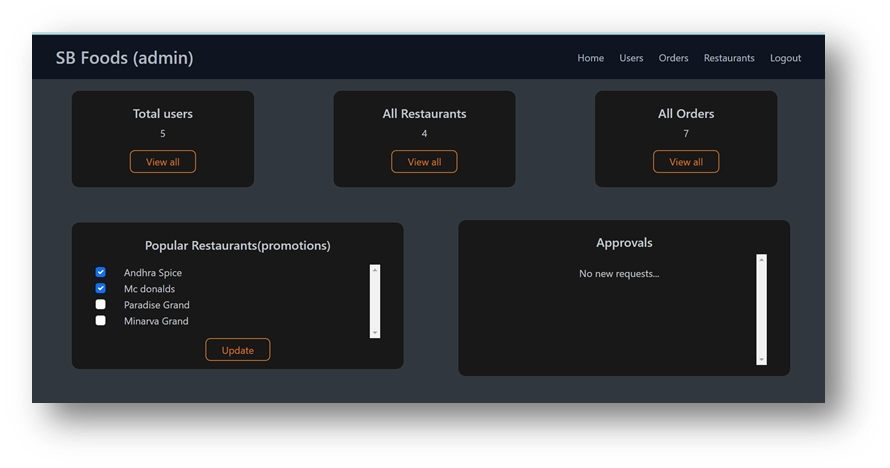 SB Foods (admin)
Home Users Orders Restaurants Logout
Total users
5
View all
All Restaurants
4
View all
All Orders
7
View all
Popular Restaurants(promotions)
Andhra Spice
Mc donalds
Paradise Grand
Minarva Grand
Update
Approvals
No new requests...